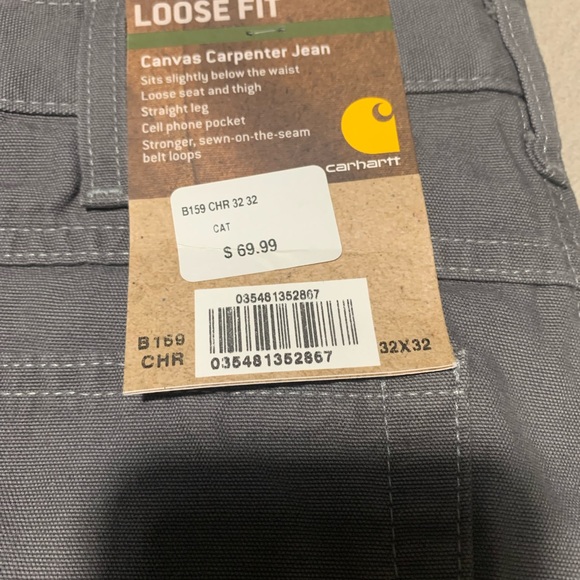 LOOSE FIT
Canvas Carpenter Jean
Sits slightly below the waist
Loose seat and thigh
Straight leg
Cell phone pocket
Stronger, sewn-on-the-seam
belt loops
carhartt
B159 CHR 32 32
CAT
$ 69.99
035481352867
B159
CHR
035481352867
32X32